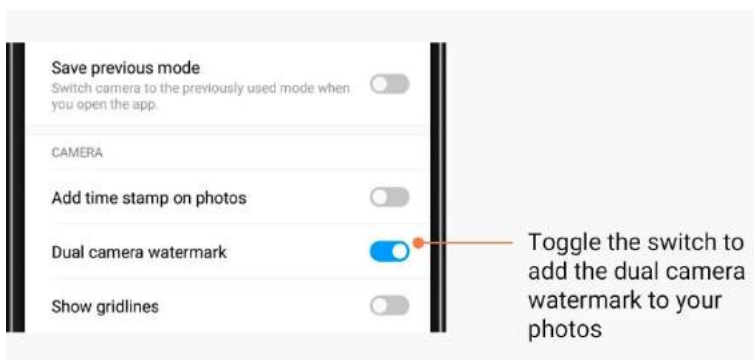 Save previous mode
Switch camera to the previously used mode when
you open the app.
CAMERA
Add time stamp on photos
Dual camera watermark
Show gridlines
Toggle the switch to
add the dual camera
watermark to your
photos